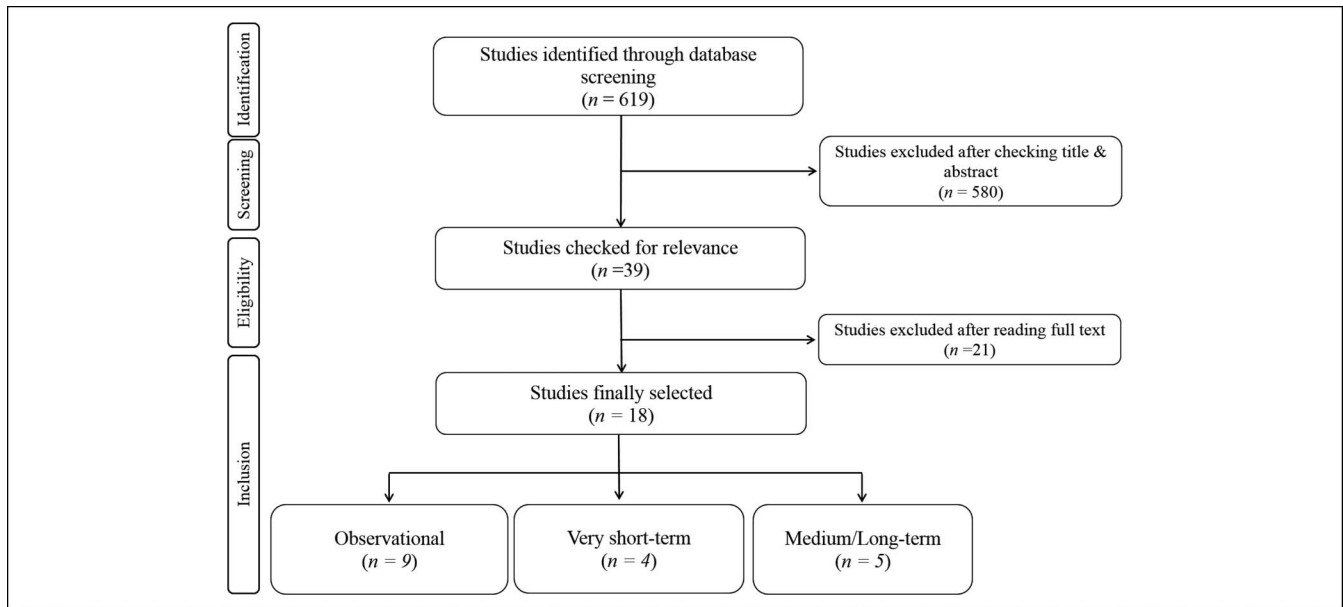 Identification
Studies identified through database
screening
(n = 619)
Screening
Studies excluded after checking title &
abstract
(n = 580)
Eligibility
Studies checked for relevance
(n =39)
Studies excluded after reading full text
(n =21)
Inclusion
Studies finally selected
(n = 18)
Observational
(n = 9)
Very short-term
(n = 4)
Medium/Long-term
(n = 5)